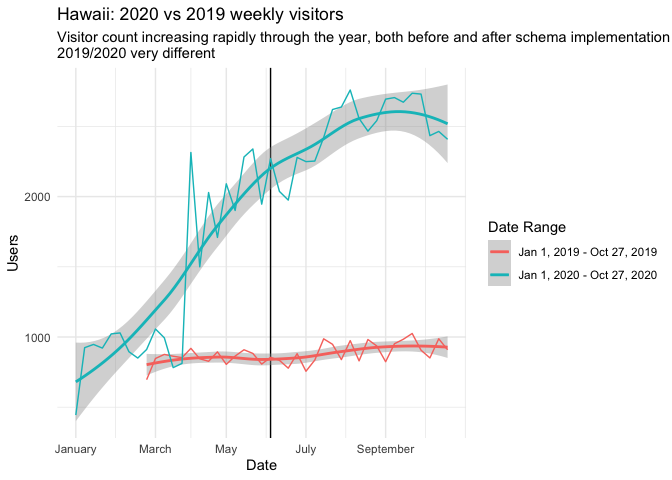 Hawaii: 2020 vs 2019 weekly visitors
Visitor count increasing rapidly through the year, both before and after schema implementation
2019/2020 very different
2000
1000
Users
January
March
May
July
September
Date
Date Range
Jan 1, 2019 - Oct 27, 2019
Jan 1, 2020 - Oct 27, 2020